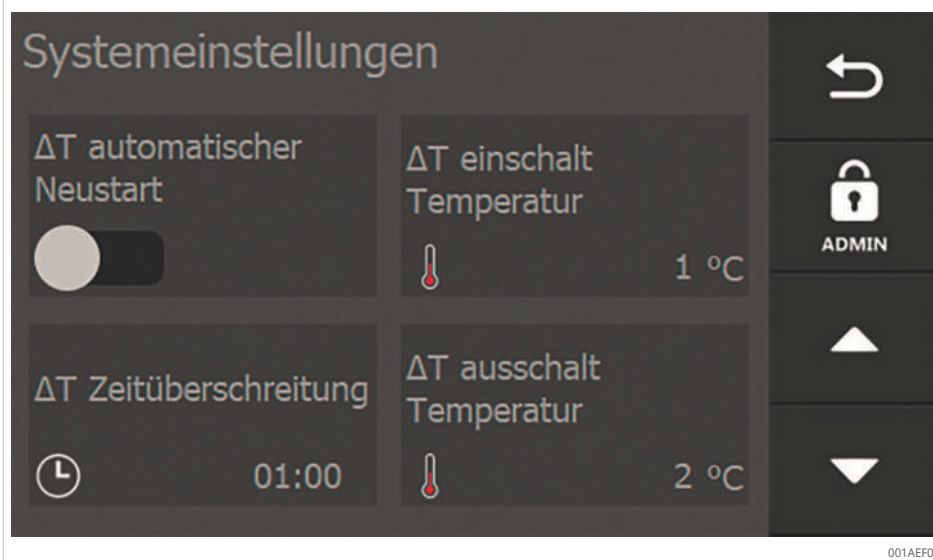 Systemeinstellungen
ΔT automatischer
Neustart
ΔT einschalt
Temperatur
1 °C
ΔT Zeitüberschreitung
01:00
ΔT ausschalt
Temperatur
2 °C
ADMIN
001AEF0